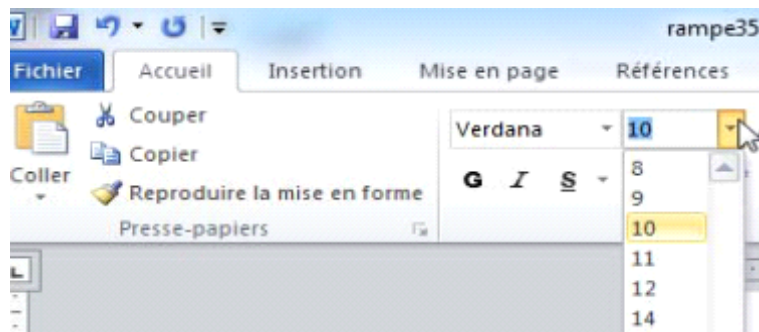 W rampe35
Fichier Accueil Insertion Mise en page Références
Couper
Copier
Coller
Reproduire la mise en forme
Presse-papiers
Verdana 10
G I S
8
9
10
11
12
14